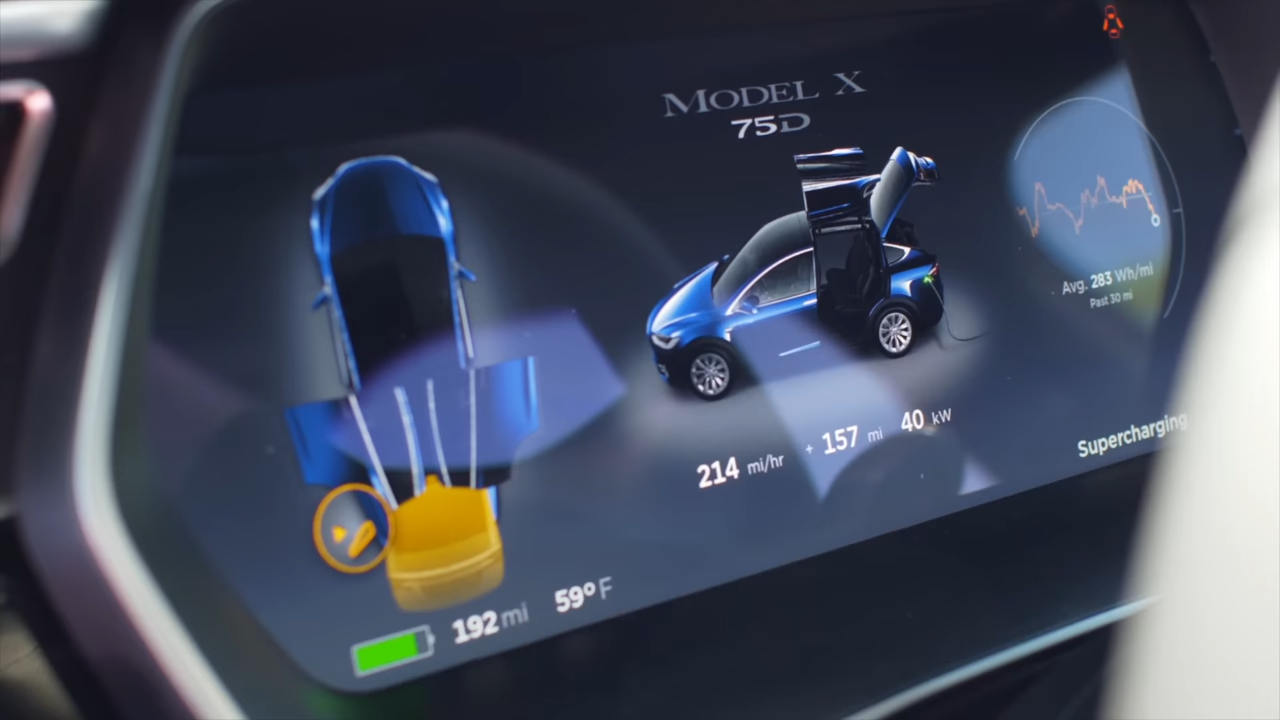 MODEL X
75D
Avg. 283 Wh/mi
Past 30 mi
214 mi/hr + 157 mi 40 kW
Supercharging
192 mi 59°F